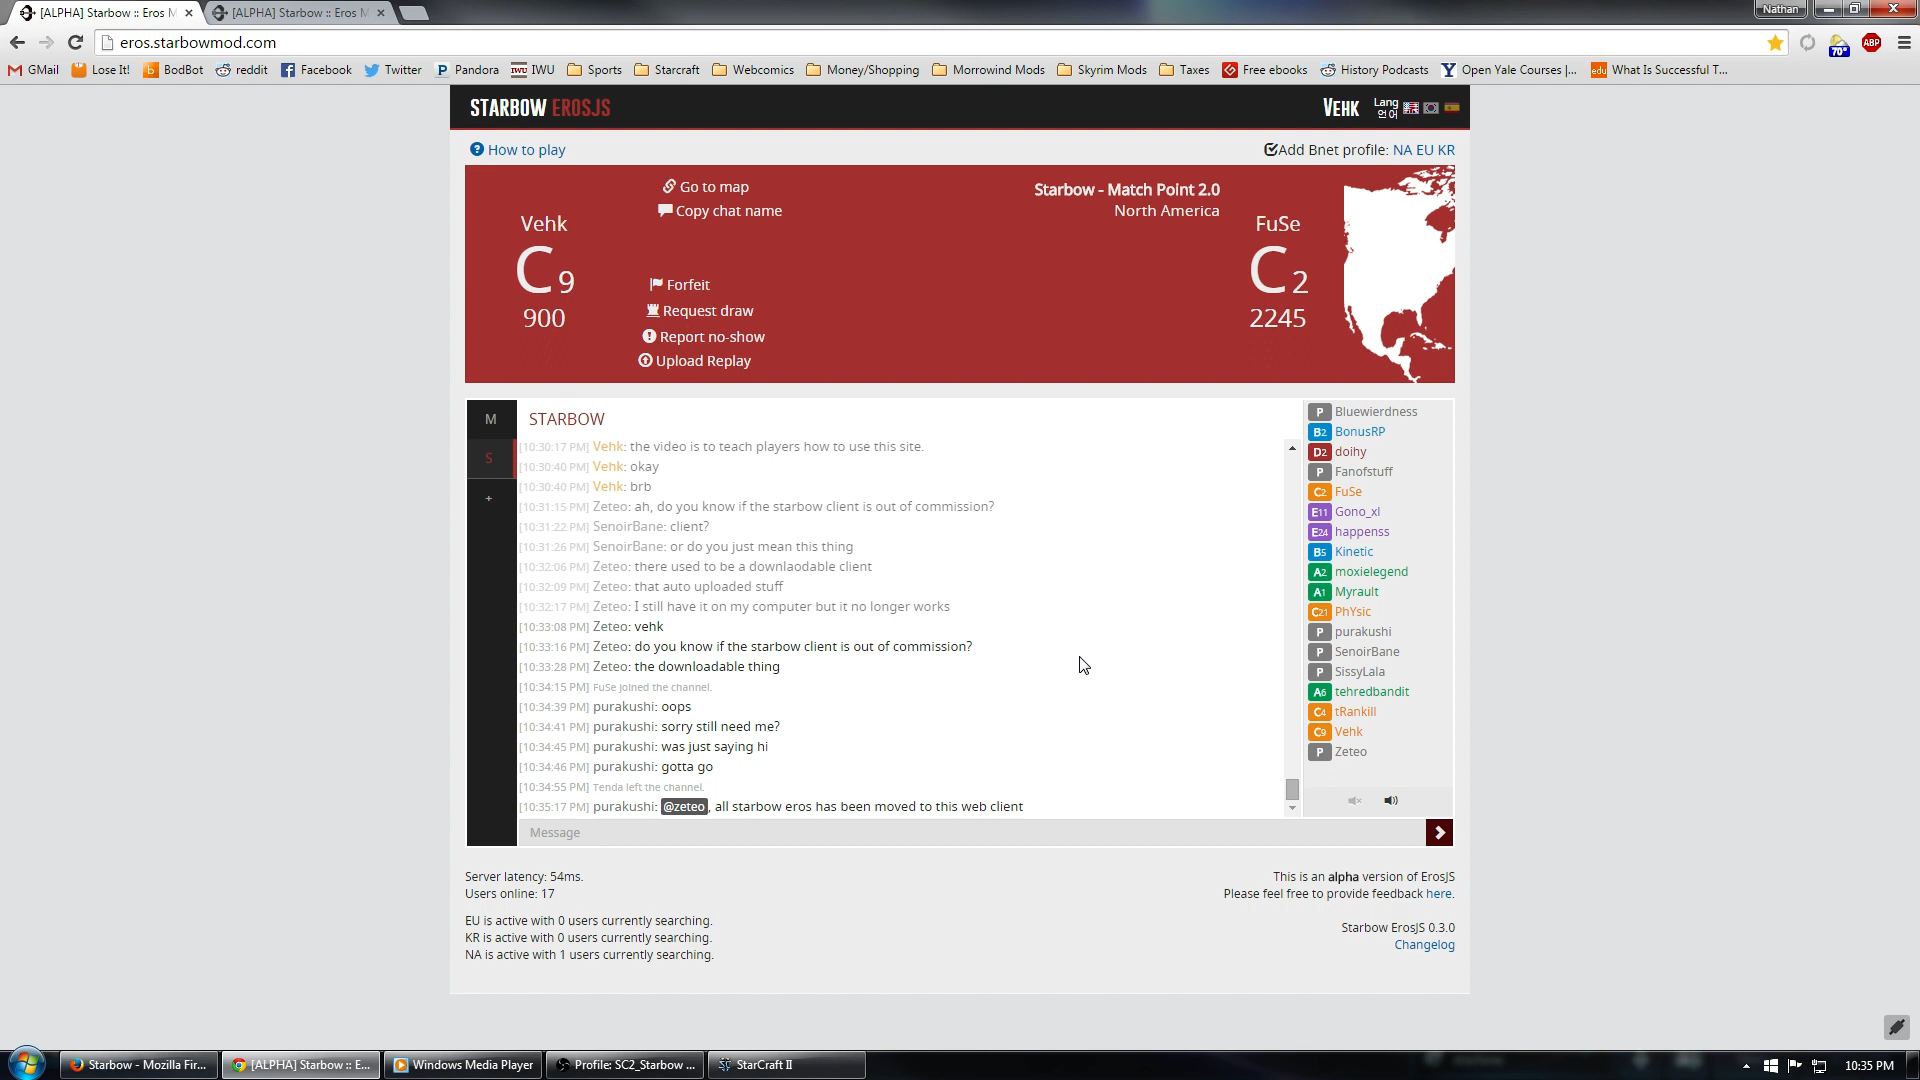 [ALPHA] Starbow :: Eros M
[ALPHA] Starbow :: Eros M
Nathan
eros.starbowmod.com
70°
ABP
GMail
Lose It!
BodBot
reddit
Facebook
Twitter
Pandora
IWU
Sports
Starcraft
Webcomics
Money/Shopping
Morrowind Mods
Skyrim Mods
Taxes
Free ebooks
History Podcasts
Open Yale Courses |...
What Is Successful T...
STARBOW EROSJS
VEHK
Lang
언어
How to play
Add Bnet profile: NA EU KR
Go to map
Copy chat name
Starbow - Match Point 2.0
North America
Vehk
C 9
900
FuSe
C 2
2245
Forfeit
Request draw
Report no-show
Upload Replay
M
S
+
STARBOW
[10:30:17 PM] Vehk: the video is to teach players how to use this site.
[10:30:40 PM] Vehk: okay
[10:30:40 PM] Vehk: brb
[10:31:15 PM] Zeteo: ah, do you know if the starbow client is out of commission?
[10:31:22 PM] SenoirBane: client?
[10:31:26 PM] SenoirBane: or do you just mean this thing
[10:32:06 PM] Zeteo: there used to be a downlaodable client
[10:32:09 PM] Zeteo: that auto uploaded stuff
[10:32:17 PM] Zeteo: I still have it on my computer but it no longer works
[10:33:08 PM] Zeteo: vehk
[10:33:16 PM] Zeteo: do you know if the starbow client is out of commission?
[10:33:28 PM] Zeteo: the downloadable thing
[10:34:15 PM] FuSe joined the channel.
[10:34:39 PM] purakushi: oops
[10:34:41 PM] purakushi: sorry still need me?
[10:34:45 PM] purakushi: was just saying hi
[10:34:46 PM] purakushi: gotta go
[10:34:55 PM] Tenda left the channel.
[10:35:17 PM] purakushi: @zeteo, all starbow eros has been moved to this web client
Message
P Bluewierdness
B2 BonusRP
D2 doihy
P Fanofstuff
C2 FuSe
E11 Gono_xl
E24 happenss
B5 Kinetic
A2 moxielegend
A1 Myrault
C21 PhYsic
P purakushi
P SenoirBane
P SissyLala
A6 tehredbandit
C4 tRankill
C9 Vehk
P Zeteo
Server latency: 54ms.
Users online: 17
EU is active with 0 users currently searching.
KR is active with 0 users currently searching.
NA is active with 1 users currently searching.
This is an alpha version of ErosJS
Please feel free to provide feedback here.
Starbow ErosJS 0.3.0
Changelog
Starbow - Mozilla Fir...
[ALPHA] Starbow :: E...
Windows Media Player
Profile: SC2_Starbow ...
StarCraft II
10:35 PM